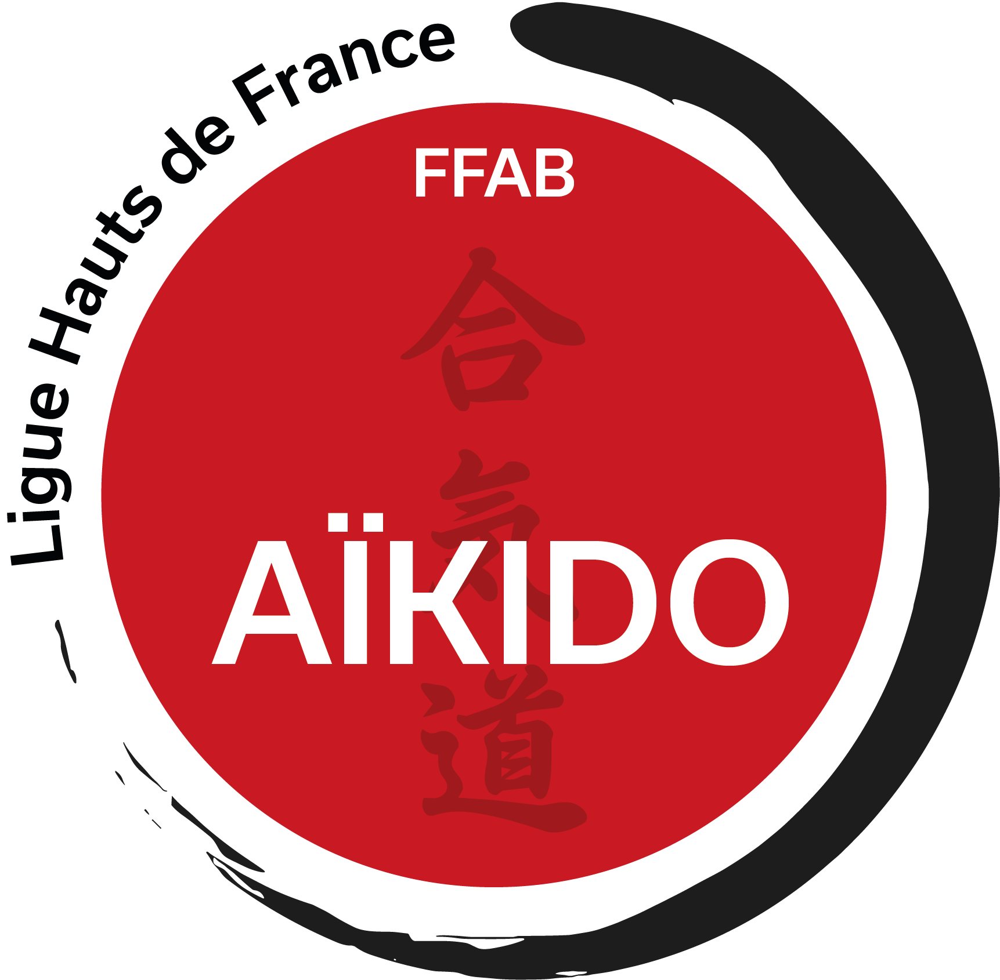 Ligue Hauts de France
FFAB
合
気
道
AÏKIDO